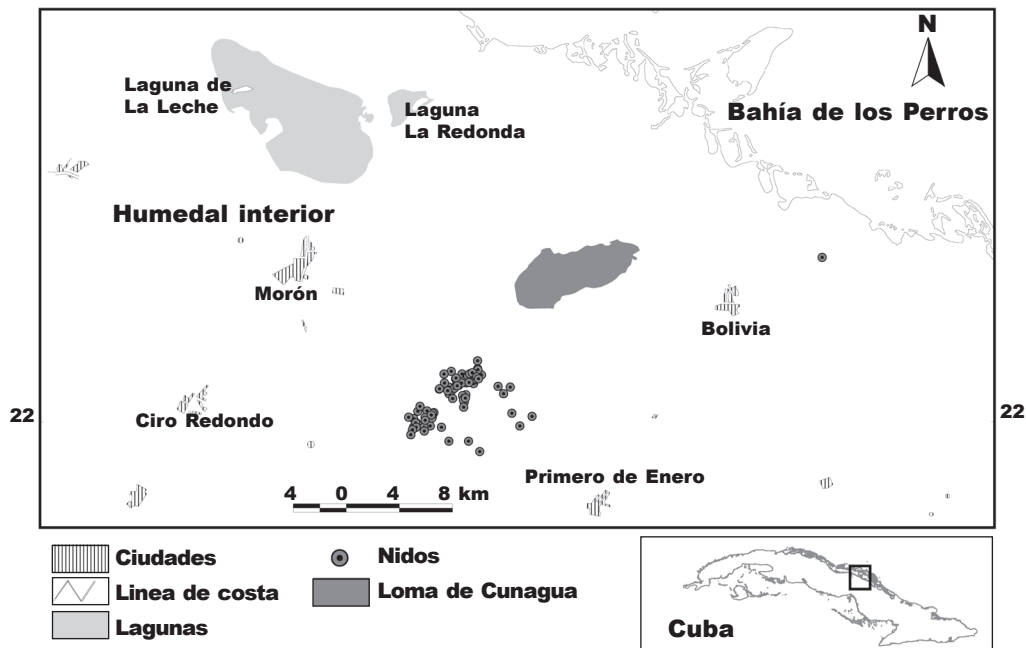 N
Laguna de
La Leche
Laguna
La Redonda
Bahía de los Perros
Humedal interior
Morón
Bolivia
22
Ciro Redondo
22
Primero de Enero
4 0 4 8 km
Ciudades
Nidos
Linea de costa
Loma de Cunagua
Lagunas
Cuba